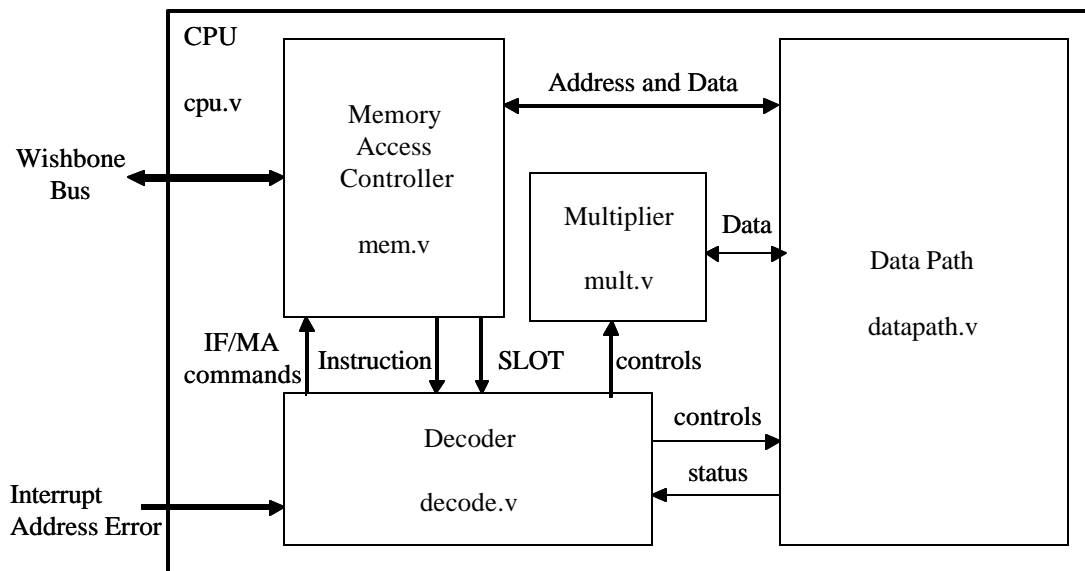 CPU
cpu.v
Wishbone
Bus
Memory
Access
Controller
mem.v
Address and Data
Multiplier
mult.v
Data
Data Path
datapath.v
IF/MA
commands
Instruction
SLOT
controls
Decoder
decode.v
controls
status
Interrupt
Address Error